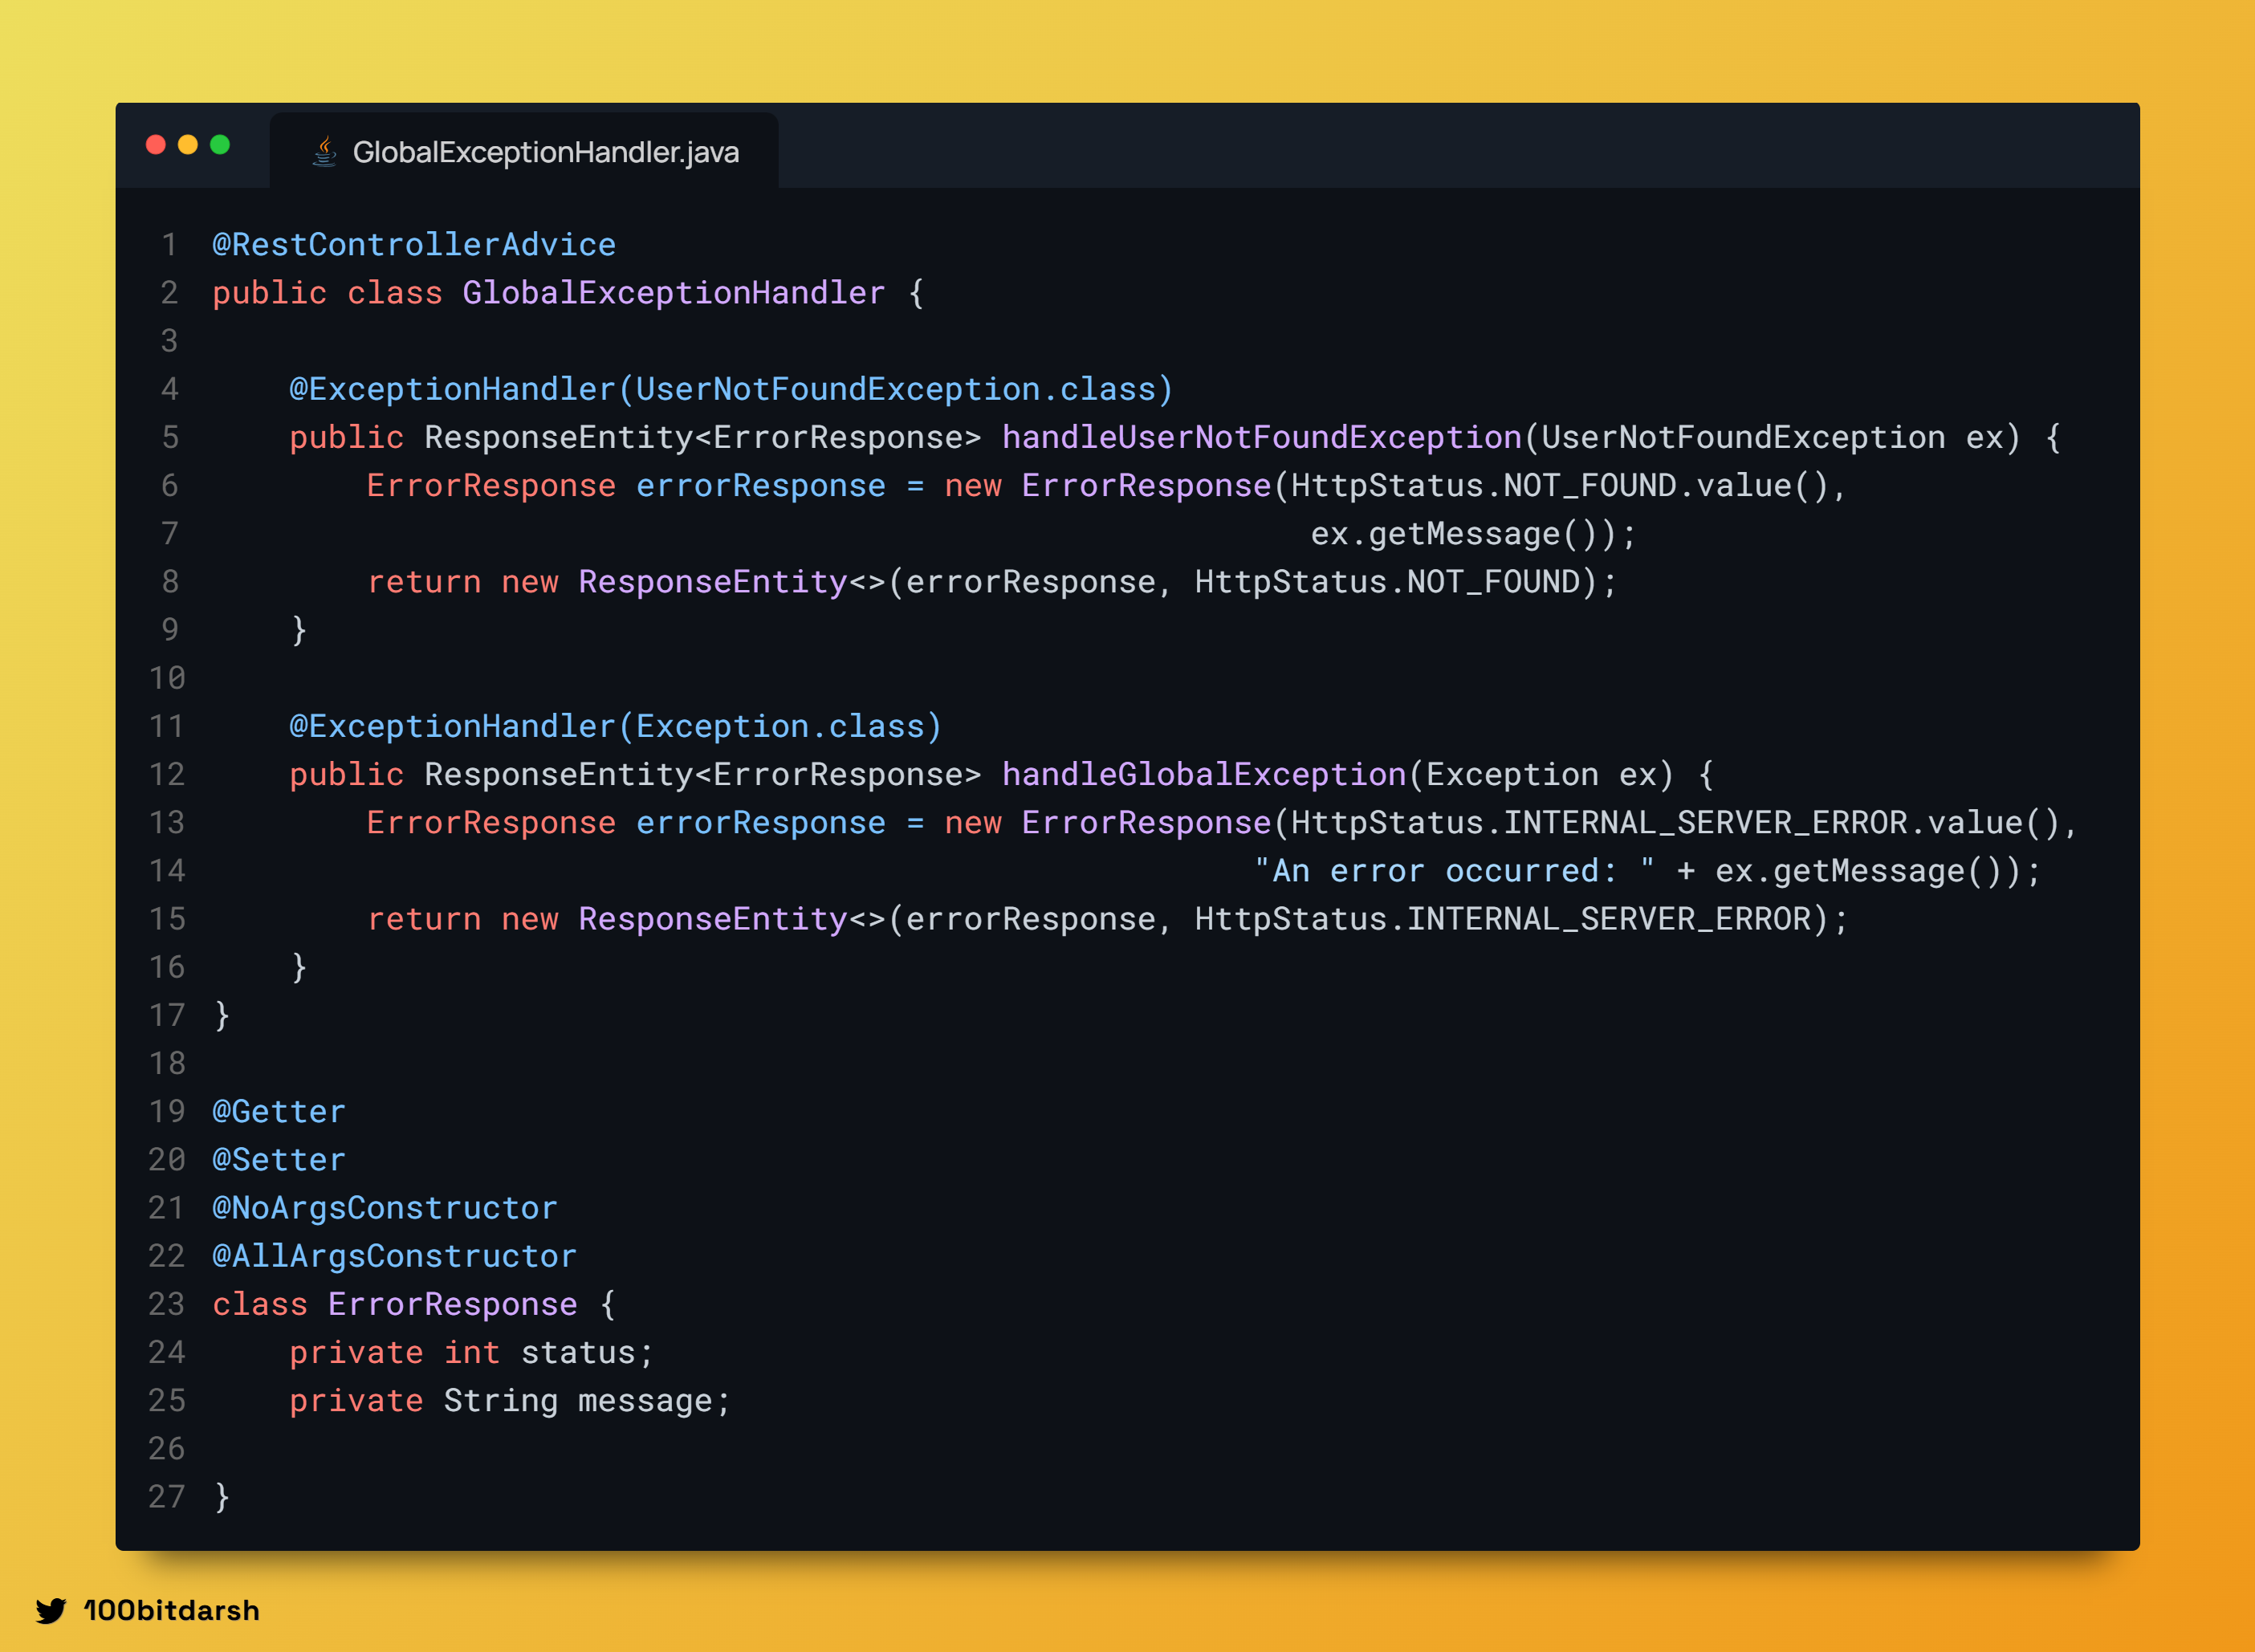 GlobalExceptionHandler.java
1 @RestControllerAdvice
2 public class GlobalExceptionHandler {
3
4     @ExceptionHandler(UserNotFoundException.class)
5     public ResponseEntity<ErrorResponse> handleUserNotFoundException(UserNotFoundException ex) {
6         ErrorResponse errorResponse = new ErrorResponse(HttpStatus.NOT_FOUND.value(),
7                                                          ex.getMessage());
8         return new ResponseEntity<>(errorResponse, HttpStatus.NOT_FOUND);
9     }
10
11     @ExceptionHandler(Exception.class)
12     public ResponseEntity<ErrorResponse> handleGlobalException(Exception ex) {
13         ErrorResponse errorResponse = new ErrorResponse(HttpStatus.INTERNAL_SERVER_ERROR.value(),
14                                                       "An error occurred: " + ex.getMessage());
15         return new ResponseEntity<>(errorResponse, HttpStatus.INTERNAL_SERVER_ERROR);
16     }
17 }
18
19 @Getter
20 @Setter
21 @NoArgsConstructor
22 @AllArgsConstructor
23 class ErrorResponse {
24     private int status;
25     private String message;
26
27 }
100bitdarsh